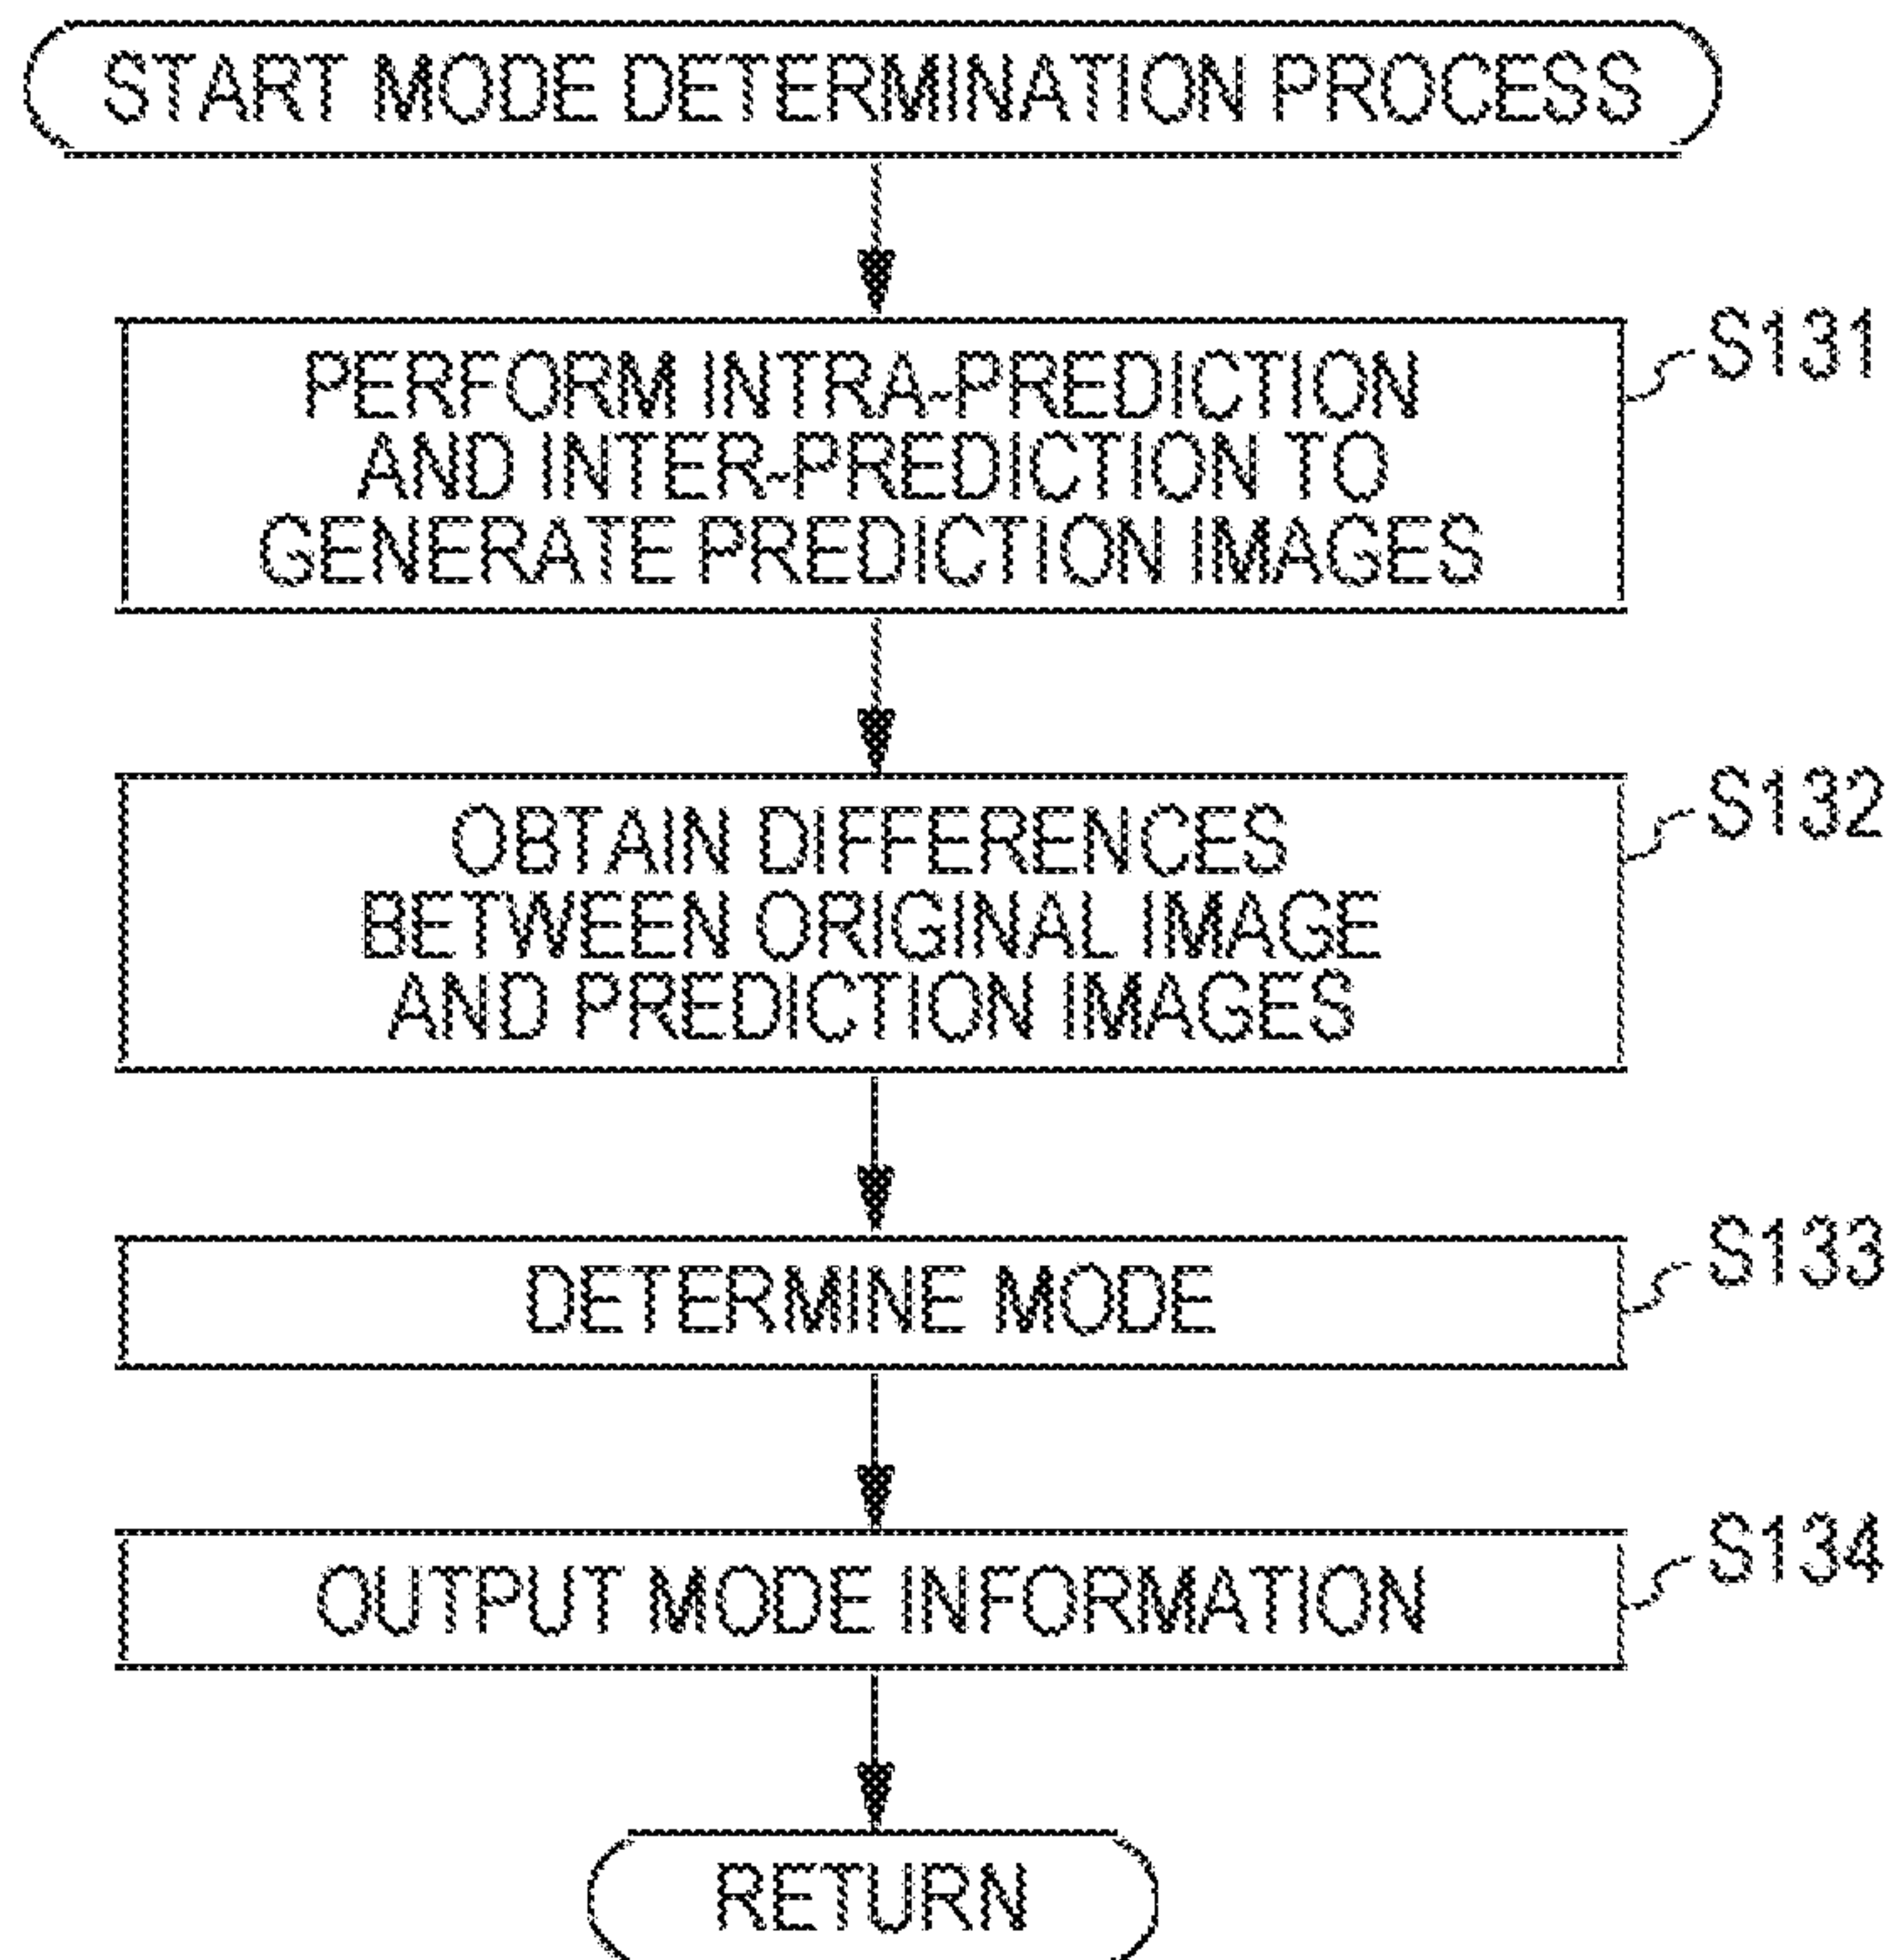 START MODE DETERMINATION PROCESS
PERFORM INTRA-PREDICTION
S131
AND INTER-PREDICTION TO
GENERATE PREDICTION IMAGES
OBTAIN DIFFERENCES
S132
BETWEEN ORIGINAL IMAGE
AND PREDICTION IMAGES
DETERMINE MODE
S133
OUTPUT MODE INFORMATION
S134
RETURN